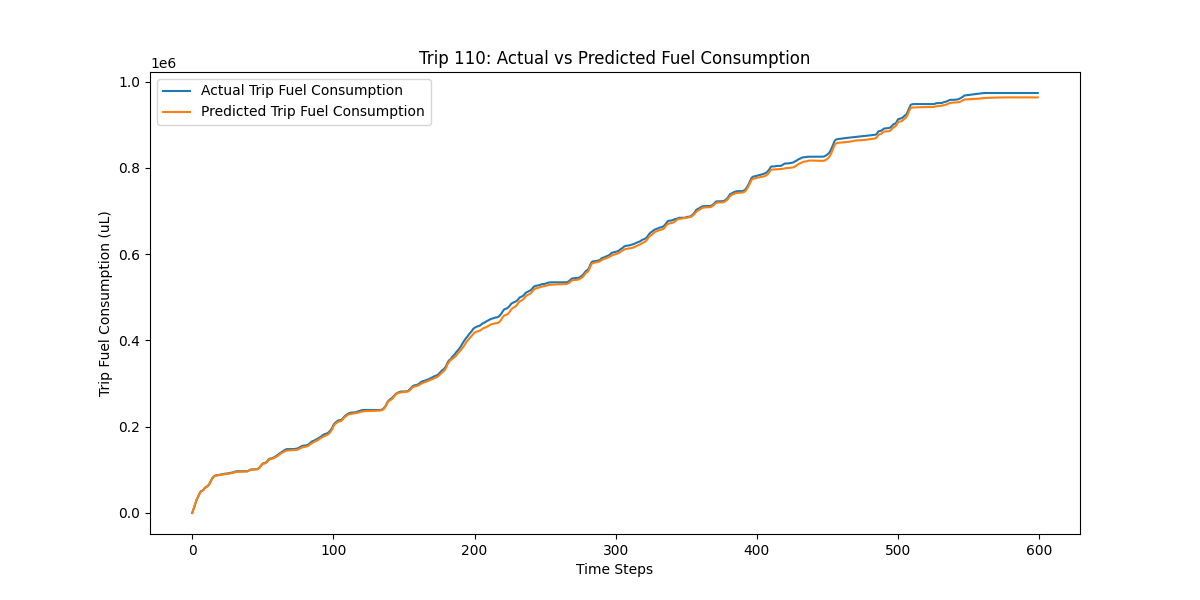 Trip 110: Actual vs Predicted Fuel Consumption
1e6
Actual Trip Fuel Consumption
Predicted Trip Fuel Consumption
Trip Fuel Consumption (uL)
1.0
0.8
0.6
0.4
0.2
0.0
0 100 200 300 400 500 600
Time Steps